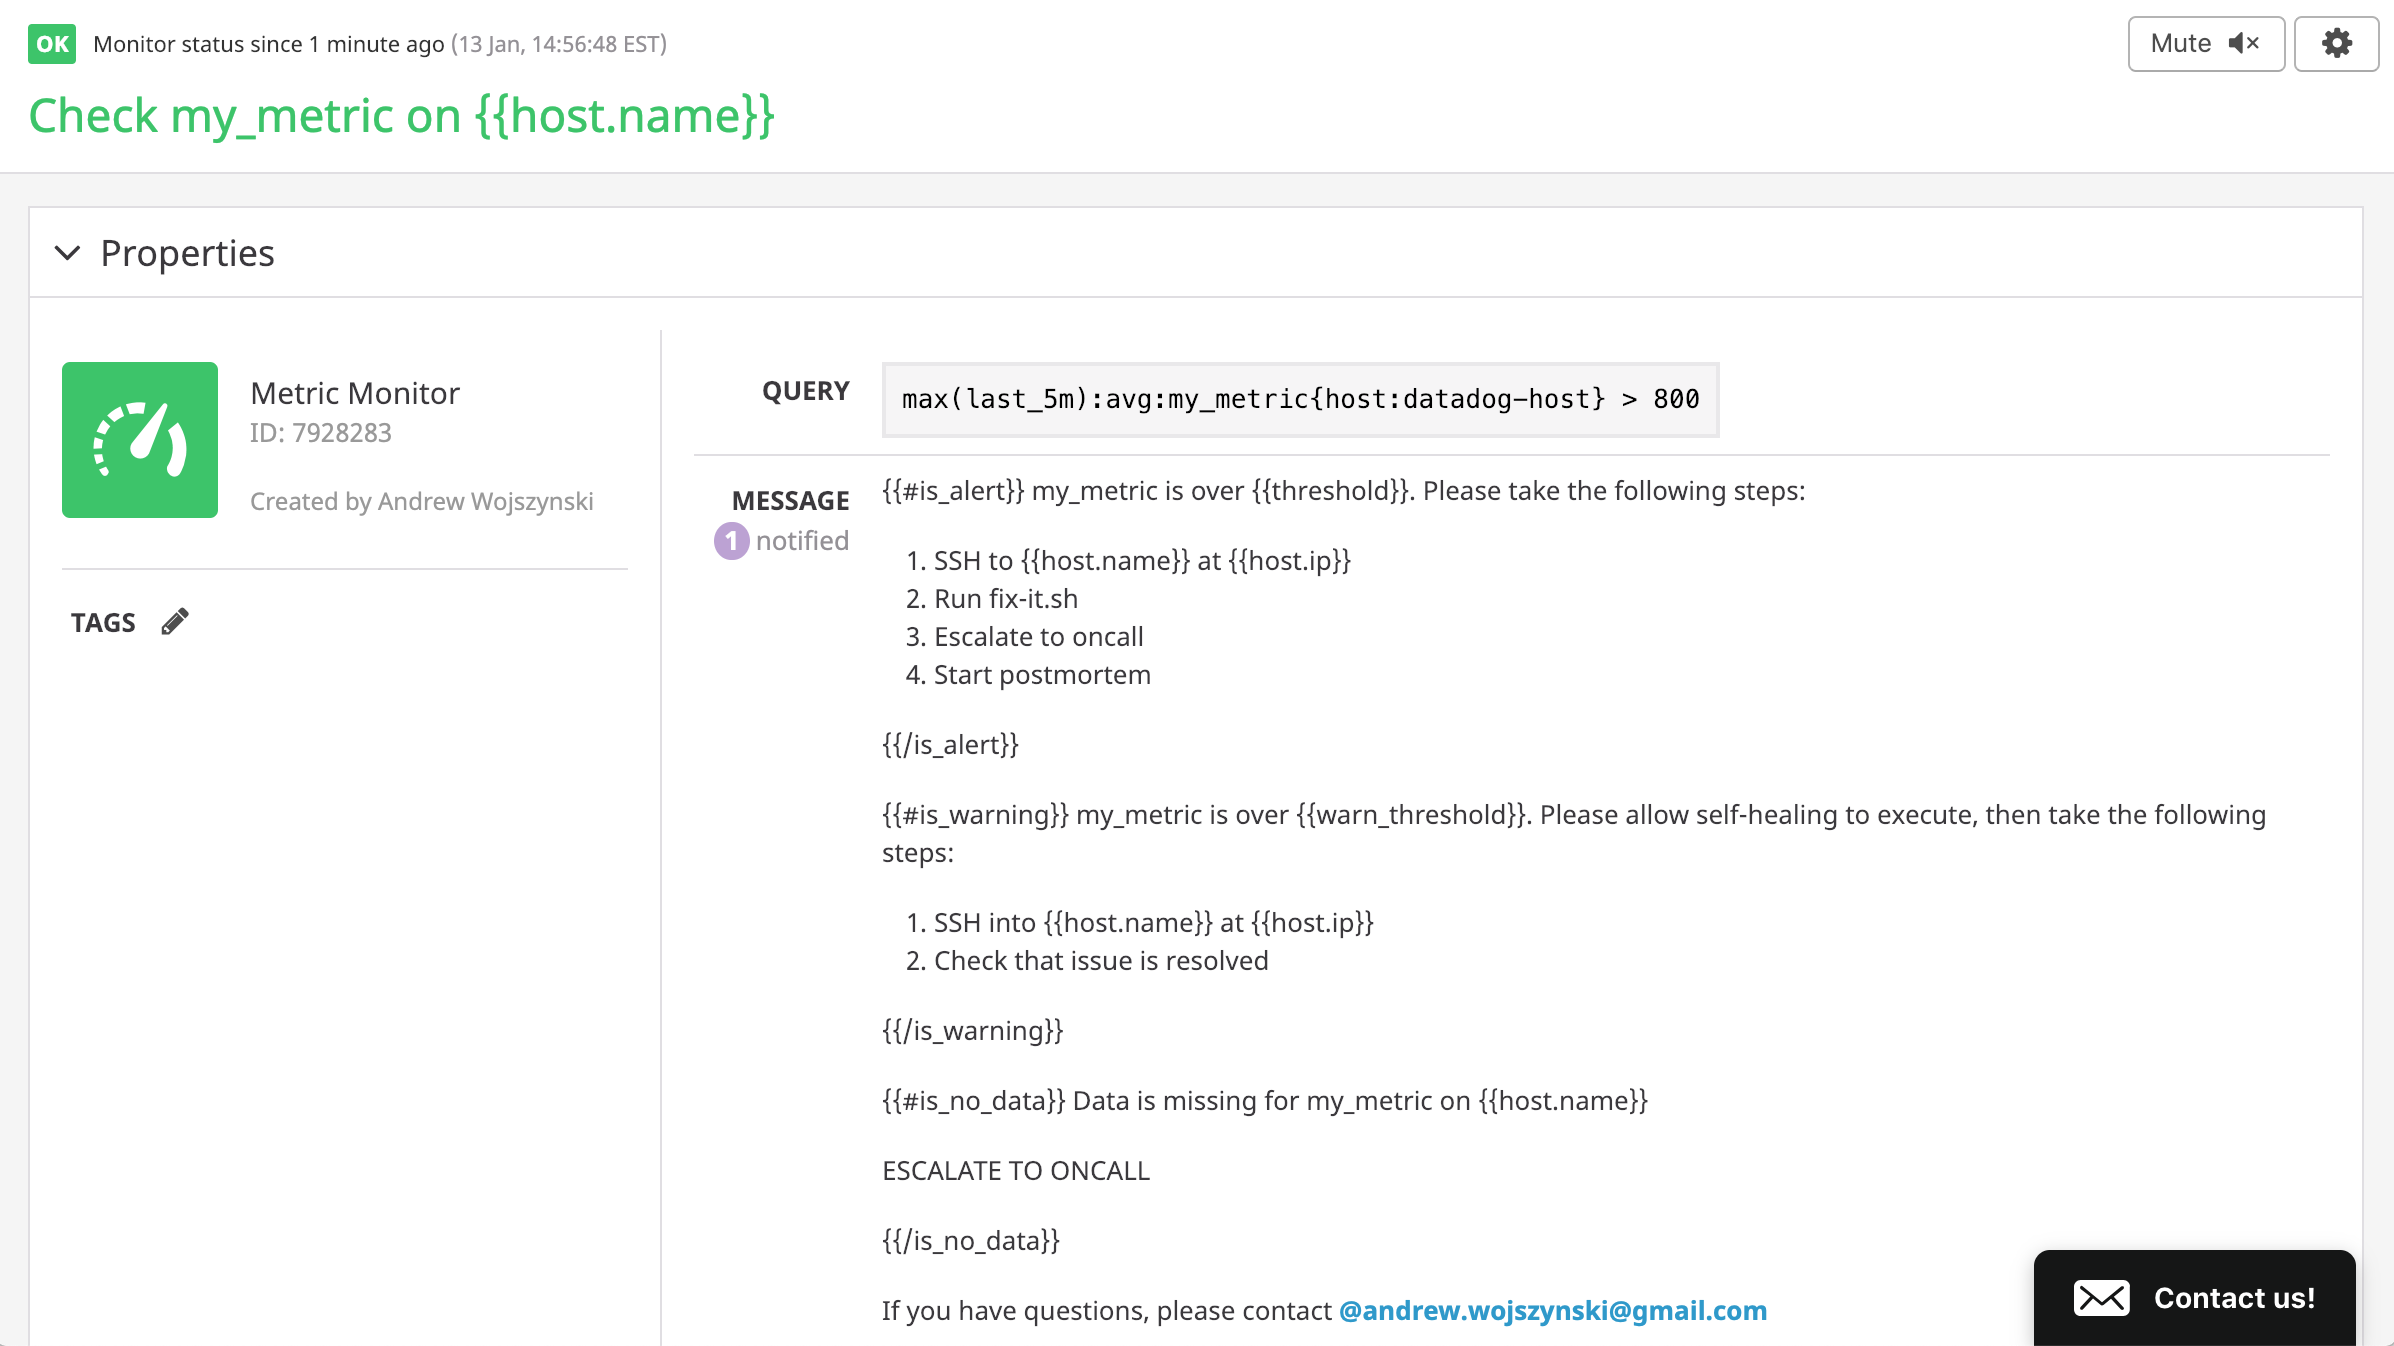 OK Monitor status since 1 minute ago (13 Jan, 14:56:48 EST)
Mute
Check my_metric on {{host.name}}
Properties
Metric Monitor
ID: 7928283
Created by Andrew Wojszynski
TAGS
QUERY
max(last_5m):avg:my_metric{host:datadog-host} > 800
MESSAGE
1 notified
{{#is_alert}} my_metric is over {{threshold}}. Please take the following steps:
1. SSH to {{host.name}} at {{host.ip}}
2. Run fix-it.sh
3. Escalate to oncall
4. Start postmortem
{{/is_alert}}
{{#is_warning}} my_metric is over {{warn_threshold}}. Please allow self-healing to execute, then take the following
steps:
1. SSH into {{host.name}} at {{host.ip}}
2. Check that issue is resolved
{{/is_warning}}
{{#is_no_data}} Data is missing for my_metric on {{host.name}}
ESCALATE TO ONCALL
{{/is_no_data}}
If you have questions, please contact @andrew.wojszynski@gmail.com
Contact us!